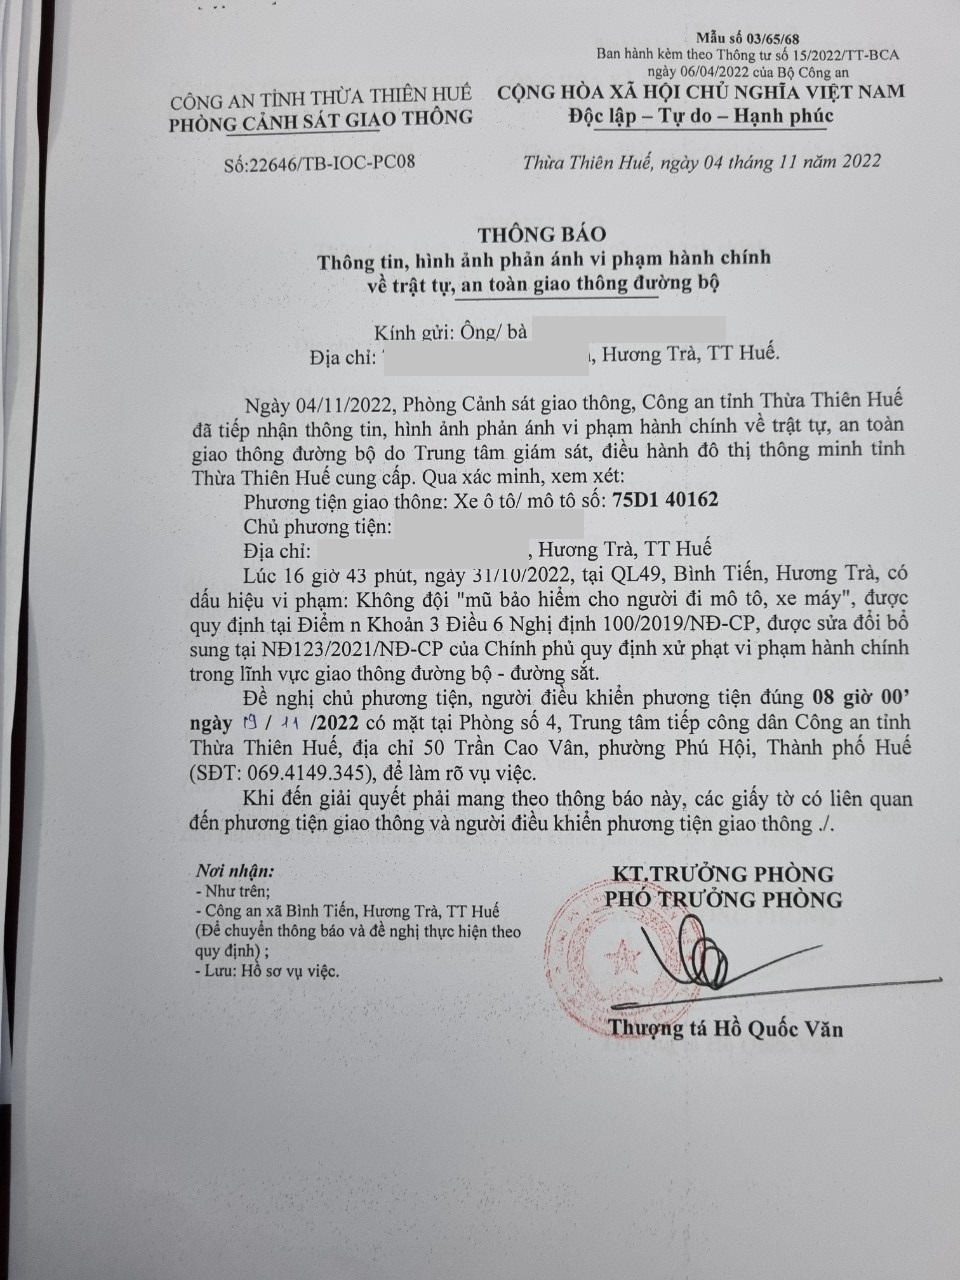 Mẫu số 03/65/68
Ban hành kèm theo Thông tư số 15/2022/TT-BCA
ngày 06/04/2022 của Bộ Công an
CÔNG AN TỈNH THỪA THIÊN HUẾ
PHÒNG CẢNH SÁT GIAO THÔNG
CỘNG HÒA XÃ HỘI CHỦ NGHĨA VIỆT NAM
Độc lập – Tự do – Hạnh phúc
Số:22646/TB-IOC-PC08
Thừa Thiên Huế, ngày 04 tháng 11 năm 2022
THÔNG BÁO
Thông tin, hình ảnh phản ánh vi phạm hành chính
về trật tự, an toàn giao thông đường bộ
Kính gửi: Ông/ bà
Địa chỉ: , Hương Trà, TT Huế.
Ngày 04/11/2022, Phòng Cảnh sát giao thông, Công an tỉnh Thừa Thiên Huế
đã tiếp nhận thông tin, hình ảnh phản ánh vi phạm hành chính về trật tự, an toàn
giao thông đường bộ do Trung tâm giám sát, điều hành đô thị thông minh tỉnh
Thừa Thiên Huế cung cấp. Qua xác minh, xem xét:
Phương tiện giao thông: Xe ô tô/ mô tô số: 75D1 40162
Chủ phương tiện:
Địa chỉ: , Hương Trà, TT Huế
Lúc 16 giờ 43 phút, ngày 31/10/2022, tại QL49, Bình Tiến, Hương Trà, có
dấu hiệu vi phạm: Không đội "mũ bảo hiểm cho người đi mô tô, xe máy", được
quy định tại Điểm n Khoản 3 Điều 6 Nghị định 100/2019/NĐ-CP, được sửa đổi bổ
sung tại NĐ123/2021/NĐ-CP của Chính phủ quy định xử phạt vi phạm hành chính
trong lĩnh vực giao thông đường bộ - đường sắt.
Đề nghị chủ phương tiện, người điều khiển phương tiện đúng 08 giờ 00’
ngày 19 / 11 /2022 có mặt tại Phòng số 4, Trung tâm tiếp công dân Công an tỉnh
Thừa Thiên Huế, địa chỉ 50 Trần Cao Vân, phường Phú Hội, Thành phố Huế
(SĐT: 069.4149.345), để làm rõ vụ việc.
Khi đến giải quyết phải mang theo thông báo này, các giấy tờ có liên quan
đến phương tiện giao thông và người điều khiển phương tiện giao thông ./.
Nơi nhận:
- Như trên;
- Công an xã Bình Tiến, Hương Trà, TT Huế
(Để chuyển thông báo và đề nghị thực hiện theo
quy định) ;
- Lưu: Hồ sơ vụ việc.
KT.TRƯỞNG PHÒNG
PHÓ TRƯỞNG PHÒNG
Thượng tá Hồ Quốc Văn